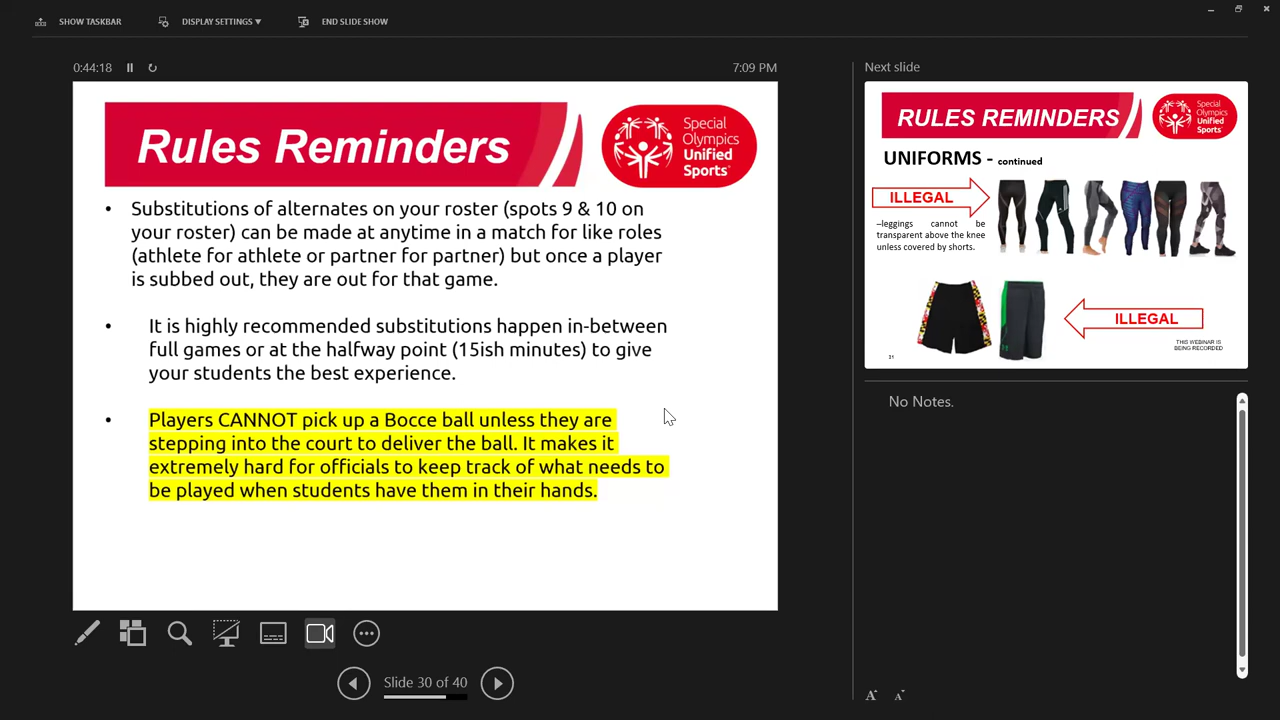 SHOW TASKBAR
DISPLAY SETTINGS ▼
END SLIDE SHOW
0:44:18
7:09 PM
Rules Reminders
Special
Olympics
Unified
Sports
• Substitutions of alternates on your roster (spots 9 & 10 on
your roster) can be made at anytime in a match for like roles
(athlete for athlete or partner for partner) but once a player
is subbed out, they are out for that game.
• It is highly recommended substitutions happen in-between
full games or at the halfway point (15ish minutes) to give
your students the best experience.
• Players CANNOT pick up a Bocce ball unless they are
stepping into the court to deliver the ball. It makes it
extremely hard for officials to keep track of what needs to
be played when students have them in their hands.
Slide 30 of 40
Next slide
RULES REMINDERS
Special
Olympics
Unified
Sports
UNIFORMS - continued
ILLEGAL
–leggings cannot be
transparent above the knee
unless covered by shorts.
ILLEGAL
THIS WEBINAR IS
BEING RECORDED
31
No Notes.
A A